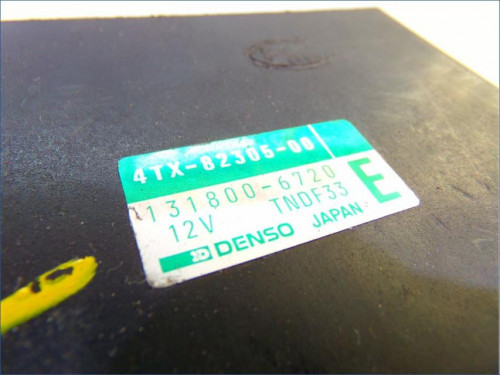 4TX-82305-00
131800-6720
12V TNDF33 E
DENSO JAPAN